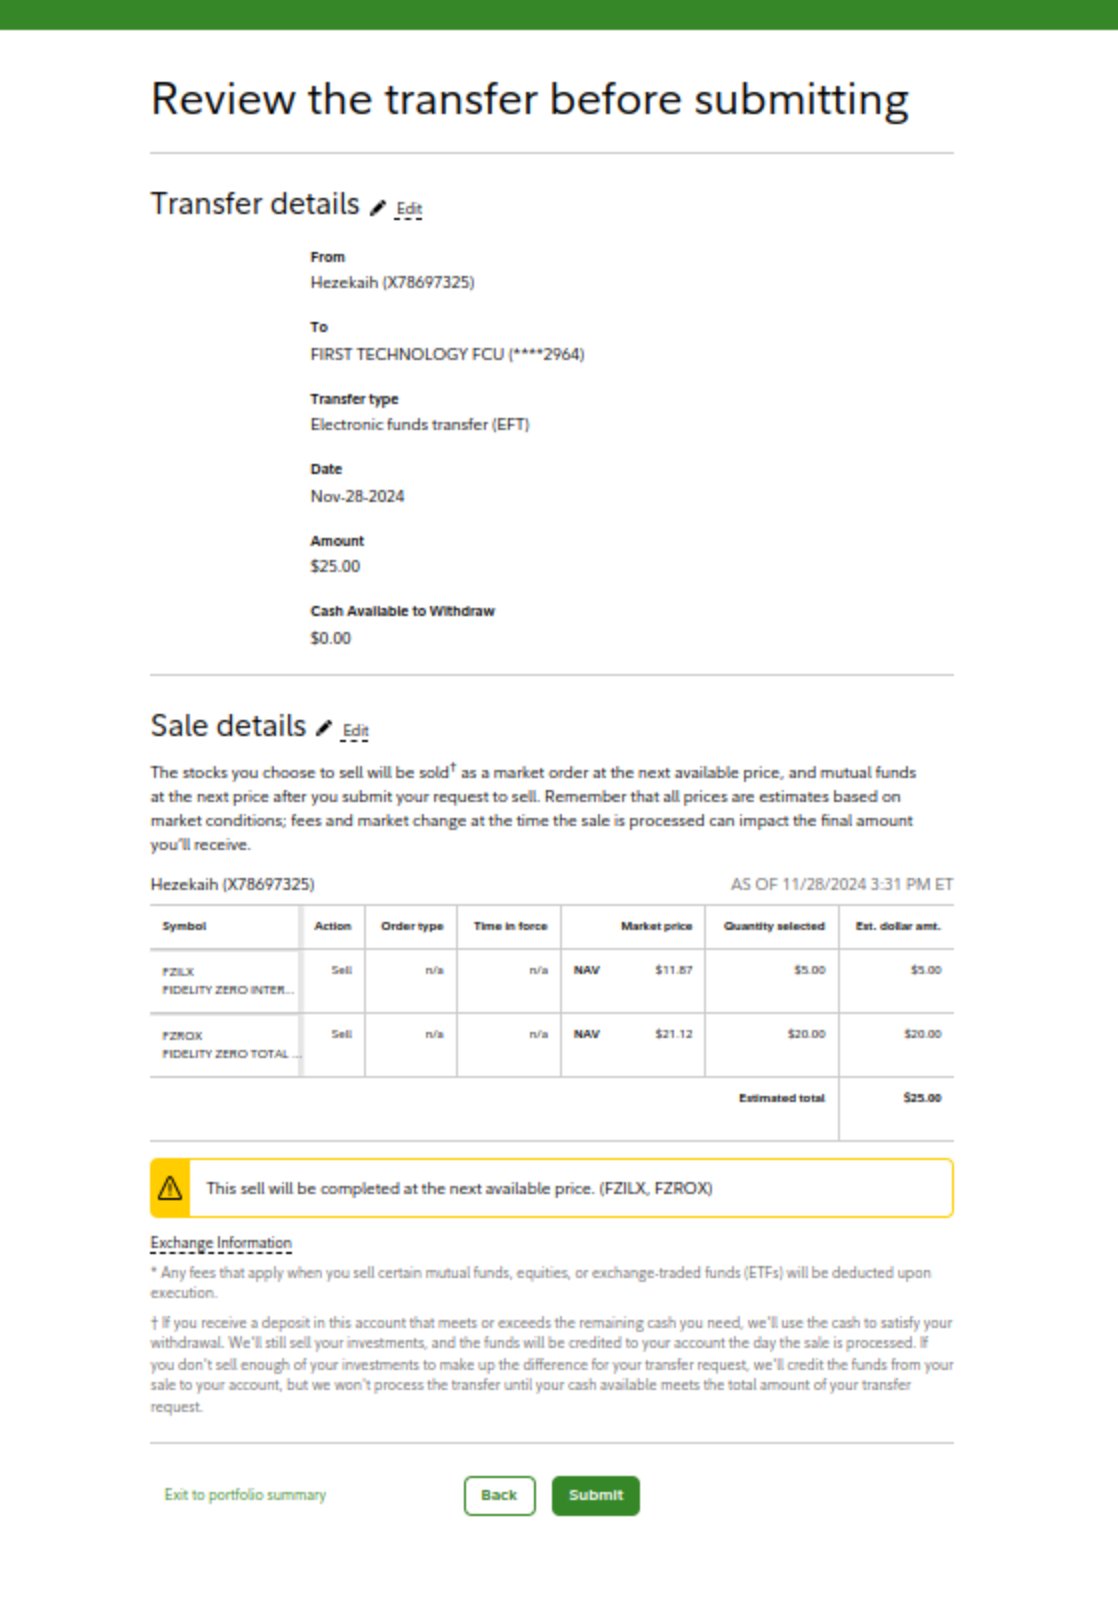 Review the transfer before submitting
Transfer details Edit
From
Hezekaih (X78697325)
To
FIRST TECHNOLOGY FCU (****2964)
Transfer type
Electronic funds transfer (EFT)
Date
Nov-28-2024
Amount
$25.00
Cash Available to Withdraw
$0.00
Sale details Edit
The stocks you choose to sell will be sold† as a market order at the next available price, and mutual funds
at the next price after you submit your request to sell. Remember that all prices are estimates based on
market conditions; fees and market change at the time the sale is processed can impact the final amount
you'll receive.
Hezekaih (X78697325) AS OF 11/28/2024 3:31 PM ET
Symbol Action Order type Time in force Market price Quantity selected Est. dollar amt.
FZILX Sell n/a n/a NAV $11.87 $5.00 $5.00
FIDELITY ZERO INTER...
FZROX Sell n/a n/a NAV $21.12 $20.00 $20.00
FIDELITY ZERO TOTAL ...
Estimated total $25.00
This sell will be completed at the next available price. (FZILX, FZROX)
Exchange Information
* Any fees that apply when you sell certain mutual funds, equities, or exchange-traded funds (ETFs) will be deducted upon
execution.
† If you receive a deposit in this account that meets or exceeds the remaining cash you need, we'll use the cash to satisfy your
withdrawal. We'll still sell your investments, and the funds will be credited to your account the day the sale is processed. If
you don't sell enough of your investments to make up the difference for your transfer request, we'll credit the funds from your
sale to your account, but we won't process the transfer until your cash available meets the total amount of your transfer
request.
Exit to portfolio summary Back Submit